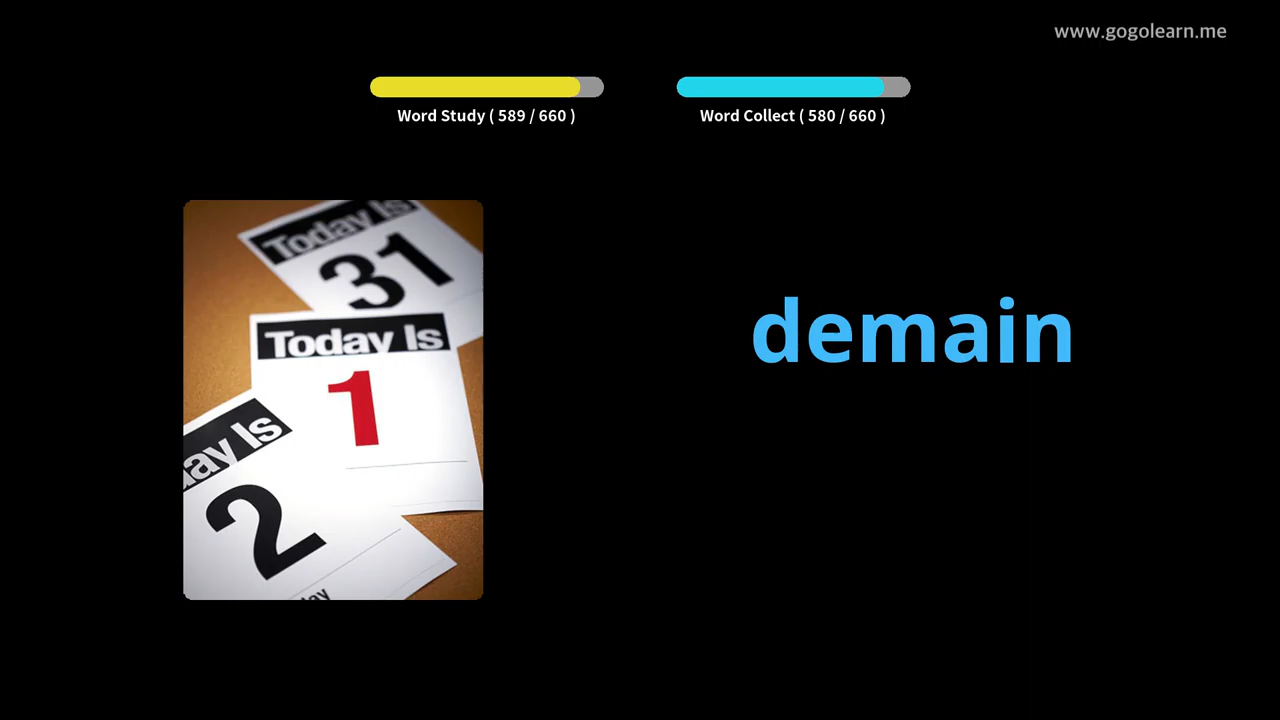 www.gogolearn.me
Word Study ( 589 / 660 )
Word Collect ( 580 / 660 )
Today Is
31
Today Is
1
day Is
2
demain